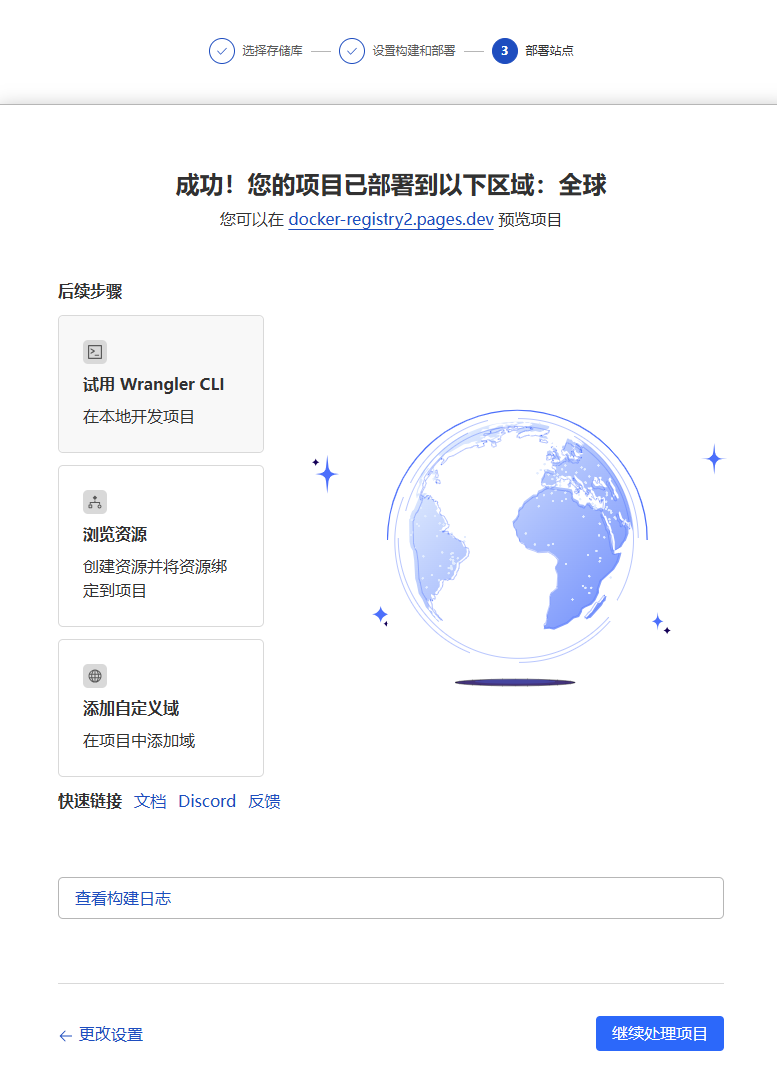 选择存储库
设置构建和部署
3 部署站点
成功！您的项目已部署到以下区域：全球
您可以在 docker-registry2.pages.dev 预览项目
后续步骤
试用 Wrangler CLI
在本地开发项目
浏览资源
创建资源并将资源绑
定到项目
添加自定义域
在项目中添加域
快速链接 文档 Discord 反馈
查看构建日志
← 更改设置
继续处理项目